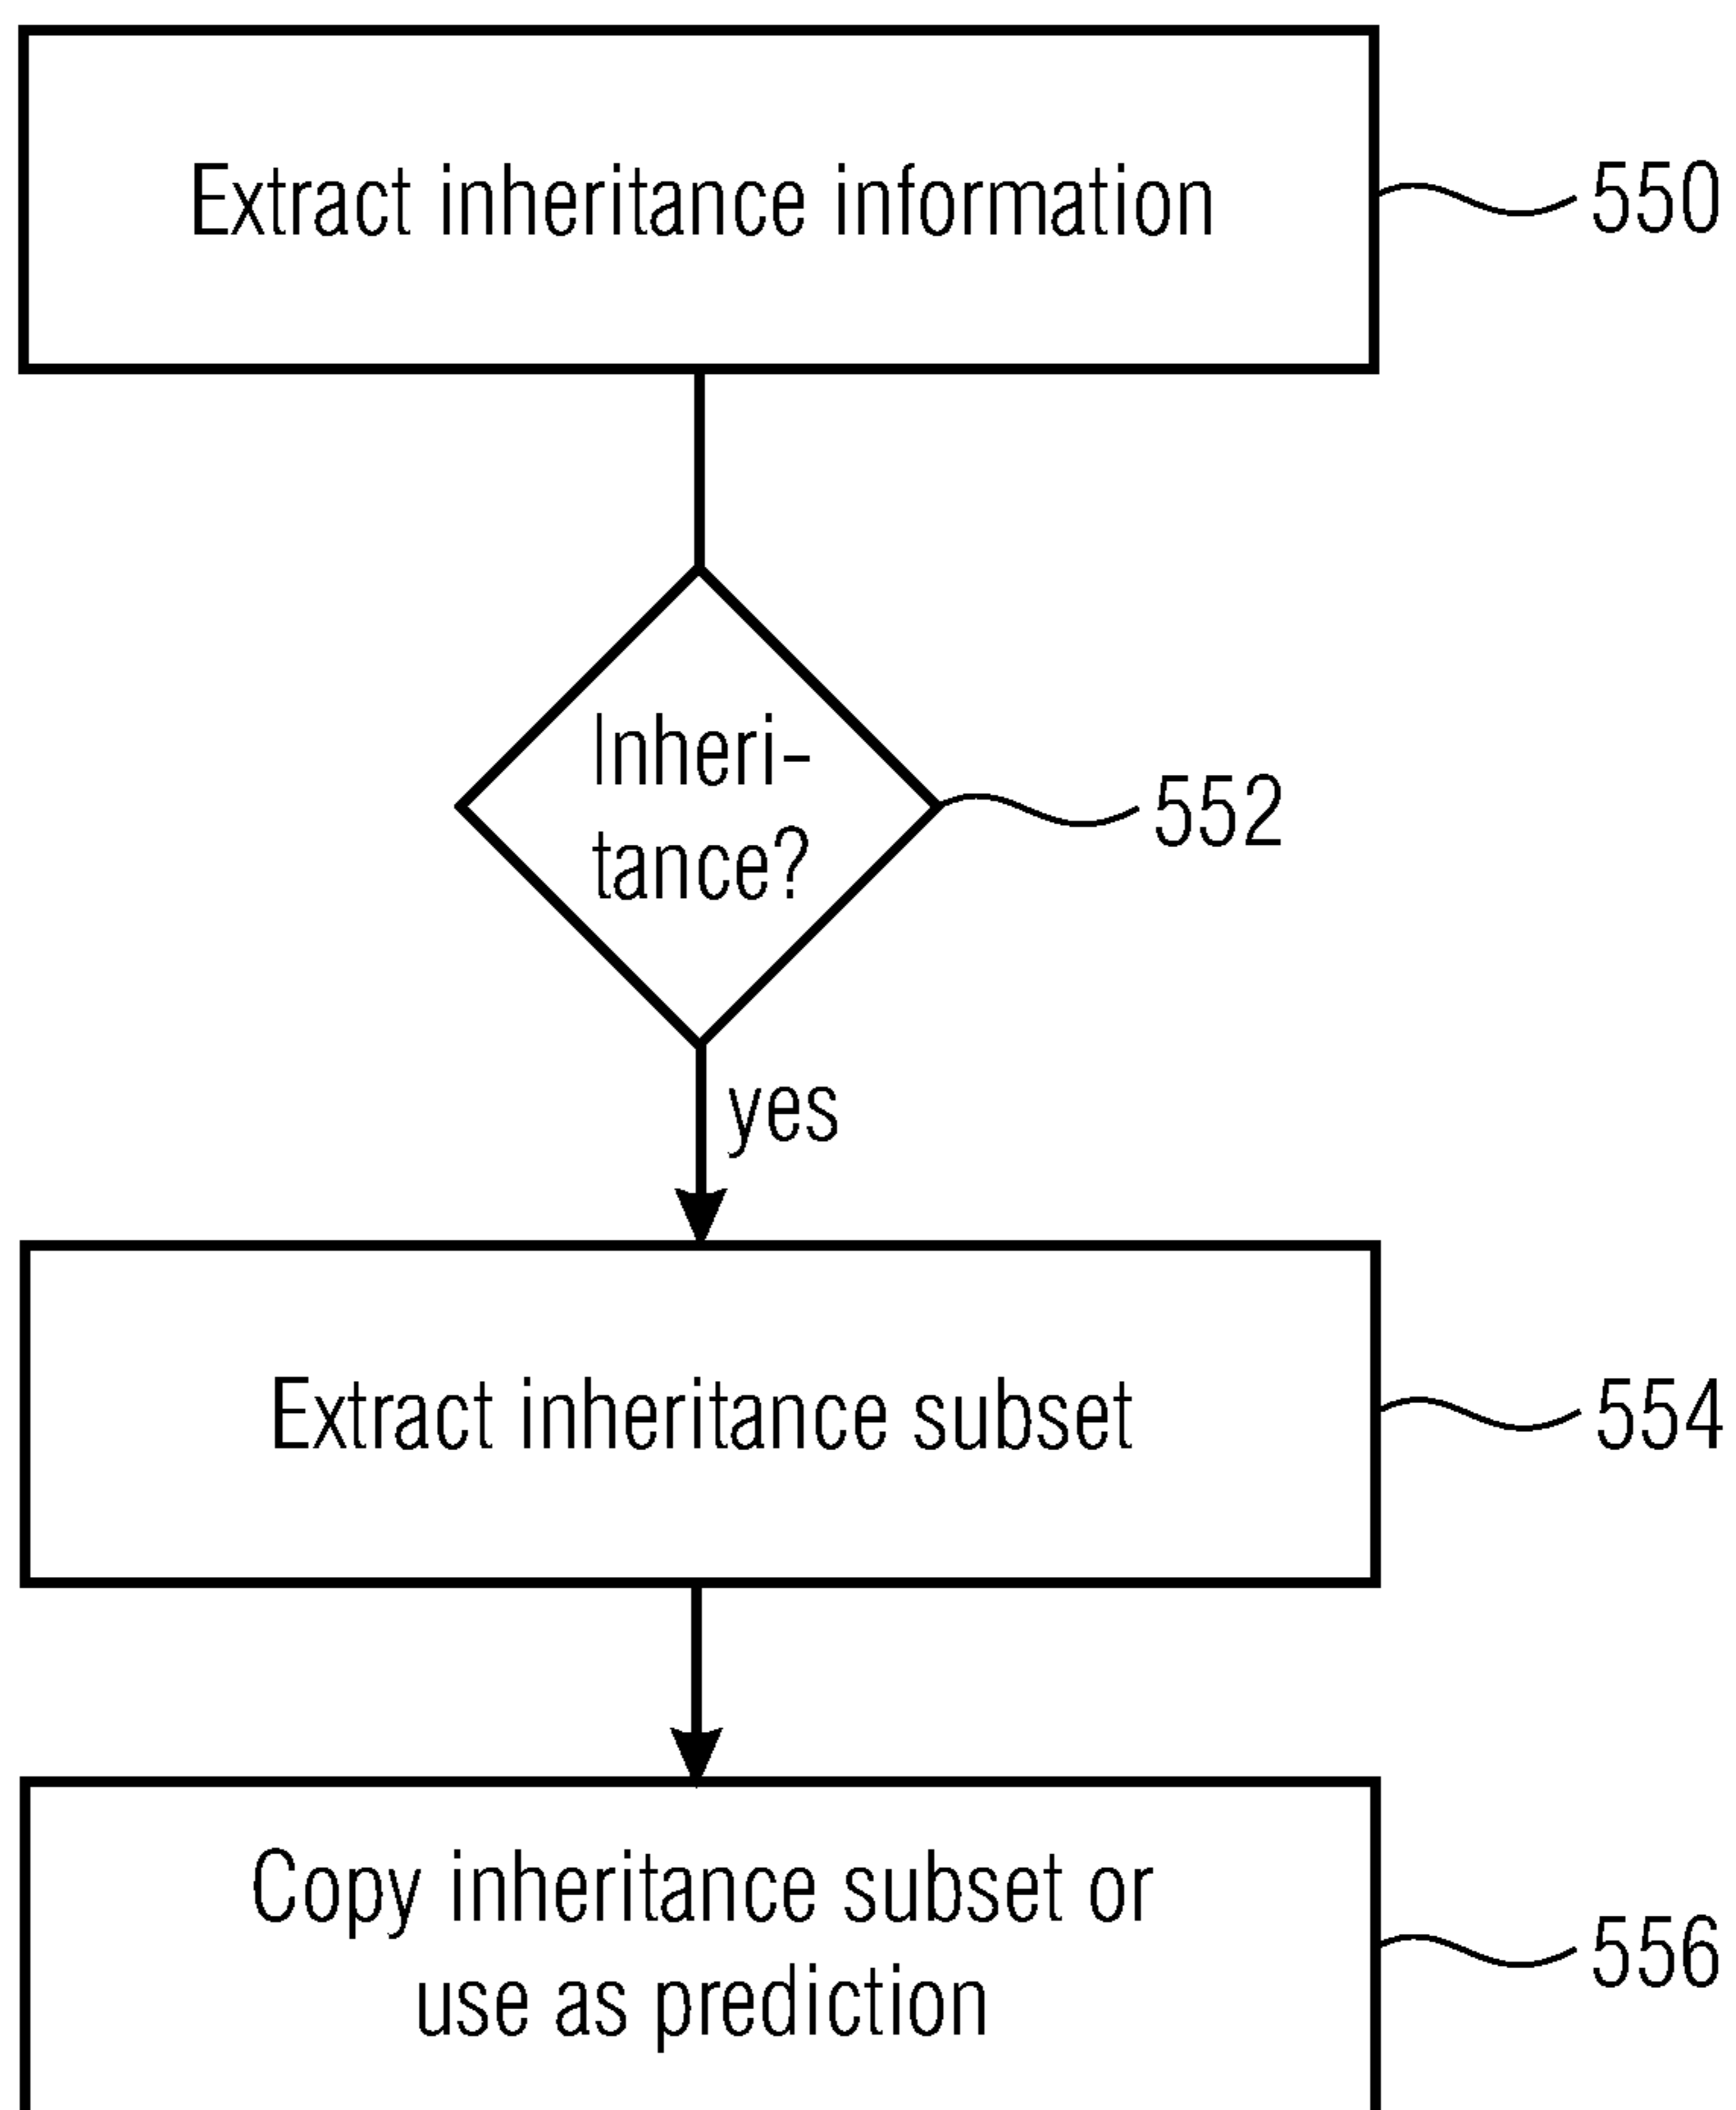 Extract inheritance information
550
Inheri-
tance?
552
yes
Extract inheritance subset
554
Copy inheritance subset or
use as prediction
556